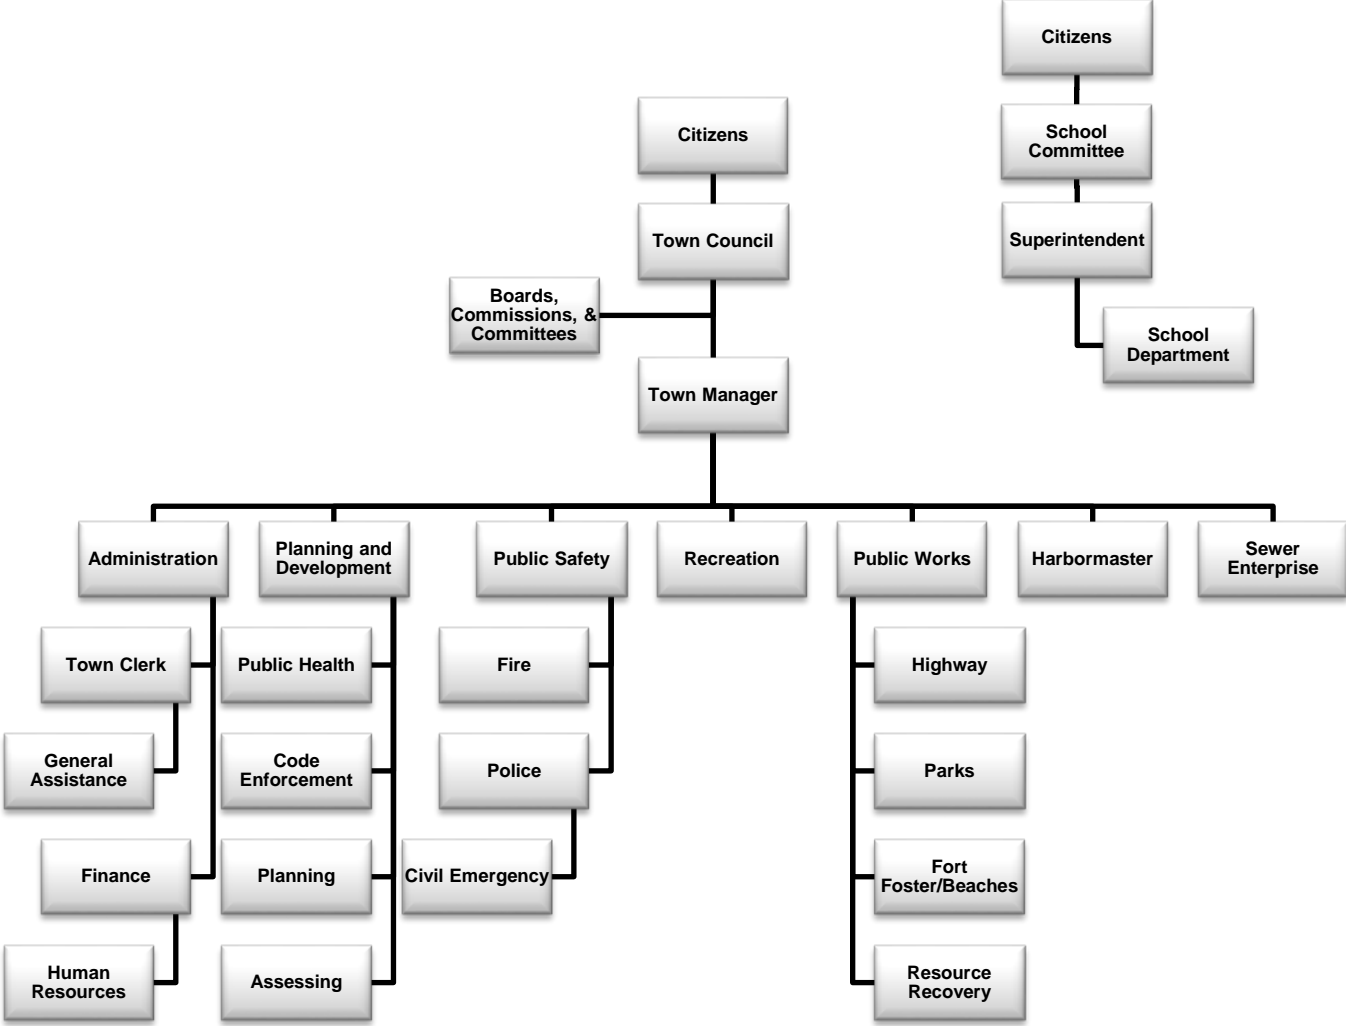 Citizens
School
Committee
Superintendent
School
Department
Citizens
Town Council
Boards,
Commissions, &
Committees
Town Manager
Administration
Planning and
Development
Public Safety
Recreation
Public Works
Harbormaster
Sewer
Enterprise
Town Clerk
General
Assistance
Finance
Human
Resources
Public Health
Code
Enforcement
Planning
Assessing
Fire
Police
Civil Emergency
Highway
Parks
Fort
Foster/Beaches
Resource
Recovery